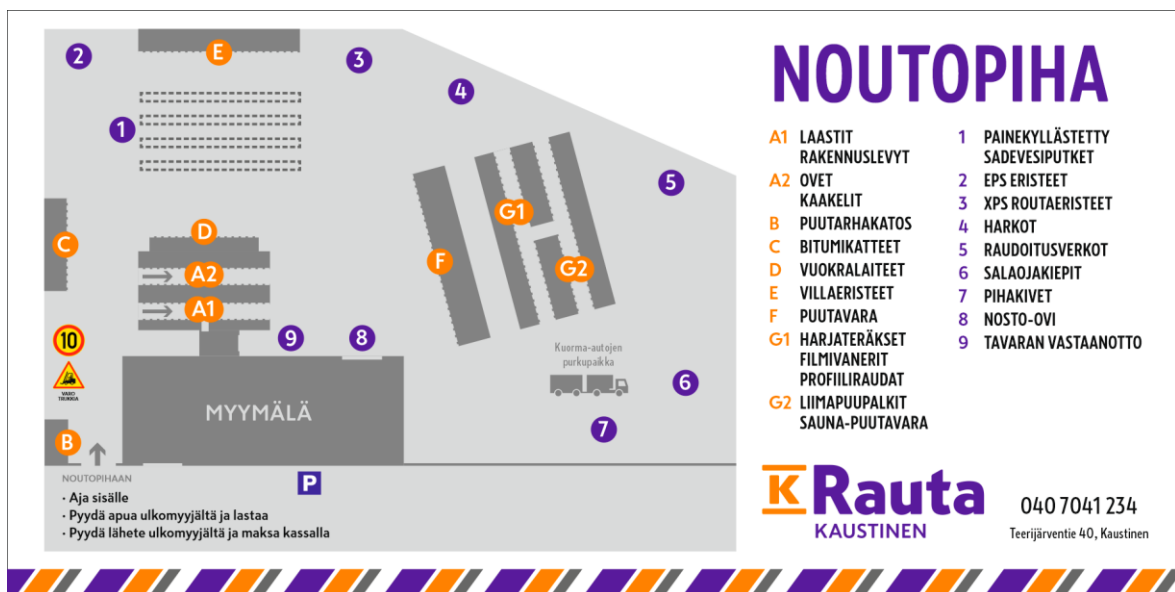 2
E
3
4
1
5
G1
C
D
F
A2
G2
A1
10
9
8
Kuorma-autojen
purkupaikka
VARO
TRUKKIA
6
MYYMÄLÄ
7
B
NOUTOPIHAAN
P
· Aja sisälle
· Pyydä apua ulkomyyjältä ja lastaa
· Pyydä lähete ulkomyyjältä ja maksa kassalla
NOUTOPIHA
A1 LAASTIT
RAKENNUSLEVYT
A2 OVET
KAAKELIT
B PUUTARHAKATOS
C BITUMIKATTEET
D VUOKRALAITEET
E VILLAERISTEET
F PUUTAVARA
G1 HARJATERÄKSET
FILMIVANERIT
PROFIILIRAUDAT
G2 LIIMAPUUPALKIT
SAUNA-PUUTAVARA
1 PAINEKYLLÄSTETTY
SADEVESIPUTKET
2 EPS ERISTEET
3 XPS ROUTAERISTEET
4 HARKOT
5 RAUDOITUSVERKOT
6 SALAOJAKIEPIT
7 PIHAKIVET
8 NOSTO-OVI
9 TAVARAN VASTAANOTTO
K Rauta
KAUSTINEN
040 7041 234
Teerijärventie 40, Kaustinen